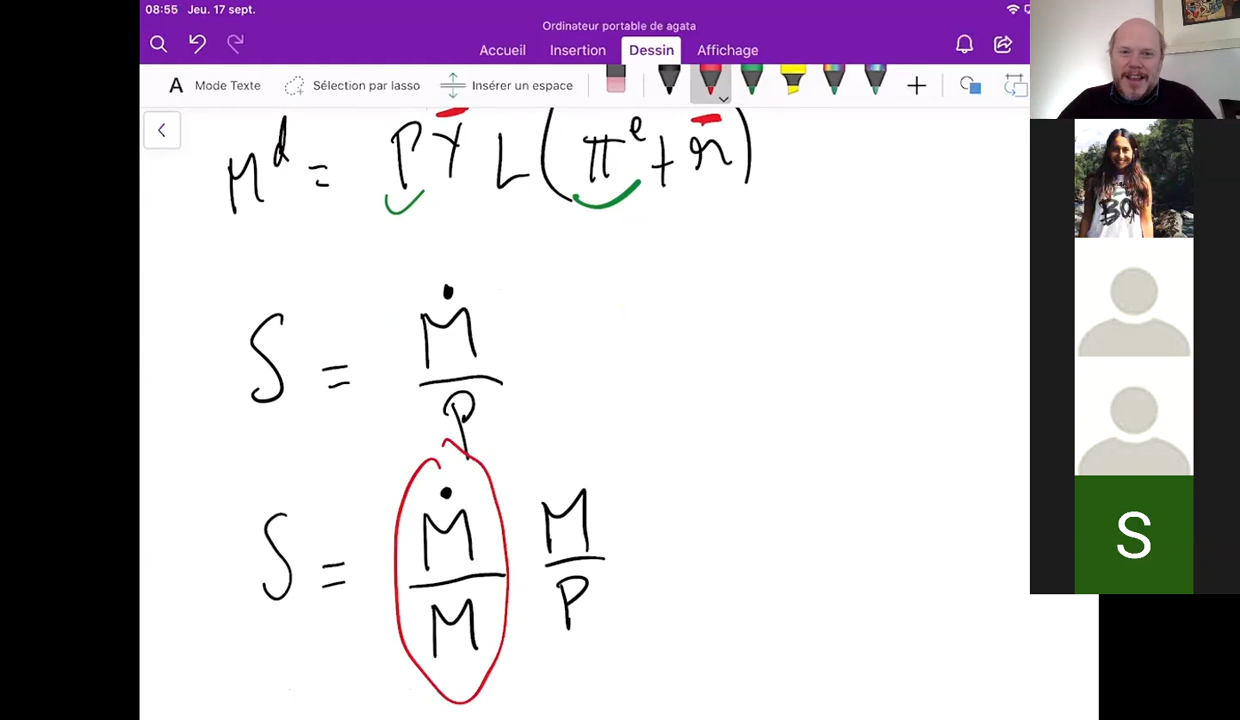 08:55 Jeu. 17 sept.
Ordinateur portable de agata
Accueil Insertion Dessin Affichage
A Mode Texte Sélection par lasso Insérer un espace
M^d = P Y L ( π^e + r )
S = Ṁ / P
S = Ṁ / M M / P
S